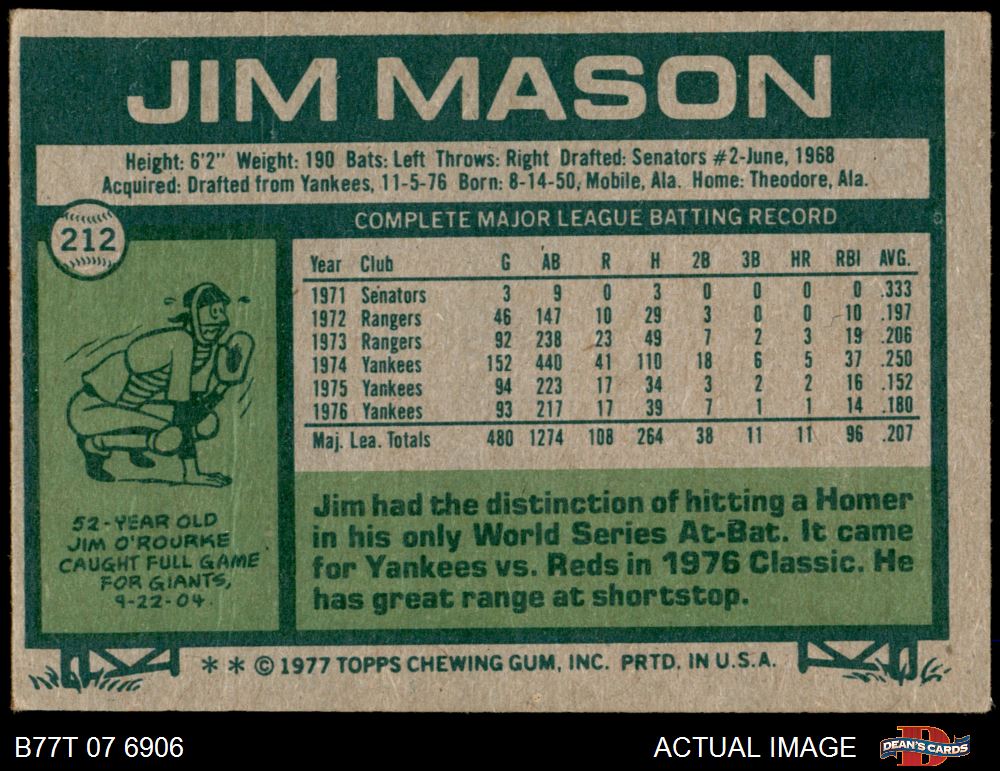 JIM MASON
Height: 6'2" Weight: 190 Bats: Left Throws: Right Drafted: Senators #2-June, 1968
Acquired: Drafted from Yankees, 11-5-76 Born: 8-14-50, Mobile, Ala. Home: Theodore, Ala.
212
COMPLETE MAJOR LEAGUE BATTING RECORD
Year Club G AB R H 2B 3B HR RBI AVG.
1971 Senators 3 9 0 3 0 0 0 0 .333
1972 Rangers 46 147 10 29 3 0 0 10 .197
1973 Rangers 92 238 23 49 7 2 3 19 .206
1974 Yankees 152 440 41 110 18 6 5 37 .250
1975 Yankees 94 223 17 34 3 2 2 16 .152
1976 Yankees 93 217 17 39 7 1 1 14 .180
Maj. Lea. Totals 480 1274 108 264 38 11 11 96 .207
52-YEAR OLD
JIM O'ROURKE
CAUGHT FULL GAME
FOR GIANTS,
9-22-04.
Jim had the distinction of hitting a Homer
in his only World Series At-Bat. It came
for Yankees vs. Reds in 1976 Classic. He
has great range at shortstop.
** © 1977 TOPPS CHEWING GUM, INC. PRTD. IN U.S.A.
B77T 07 6906
ACTUAL IMAGE
DEAN'S CARDS